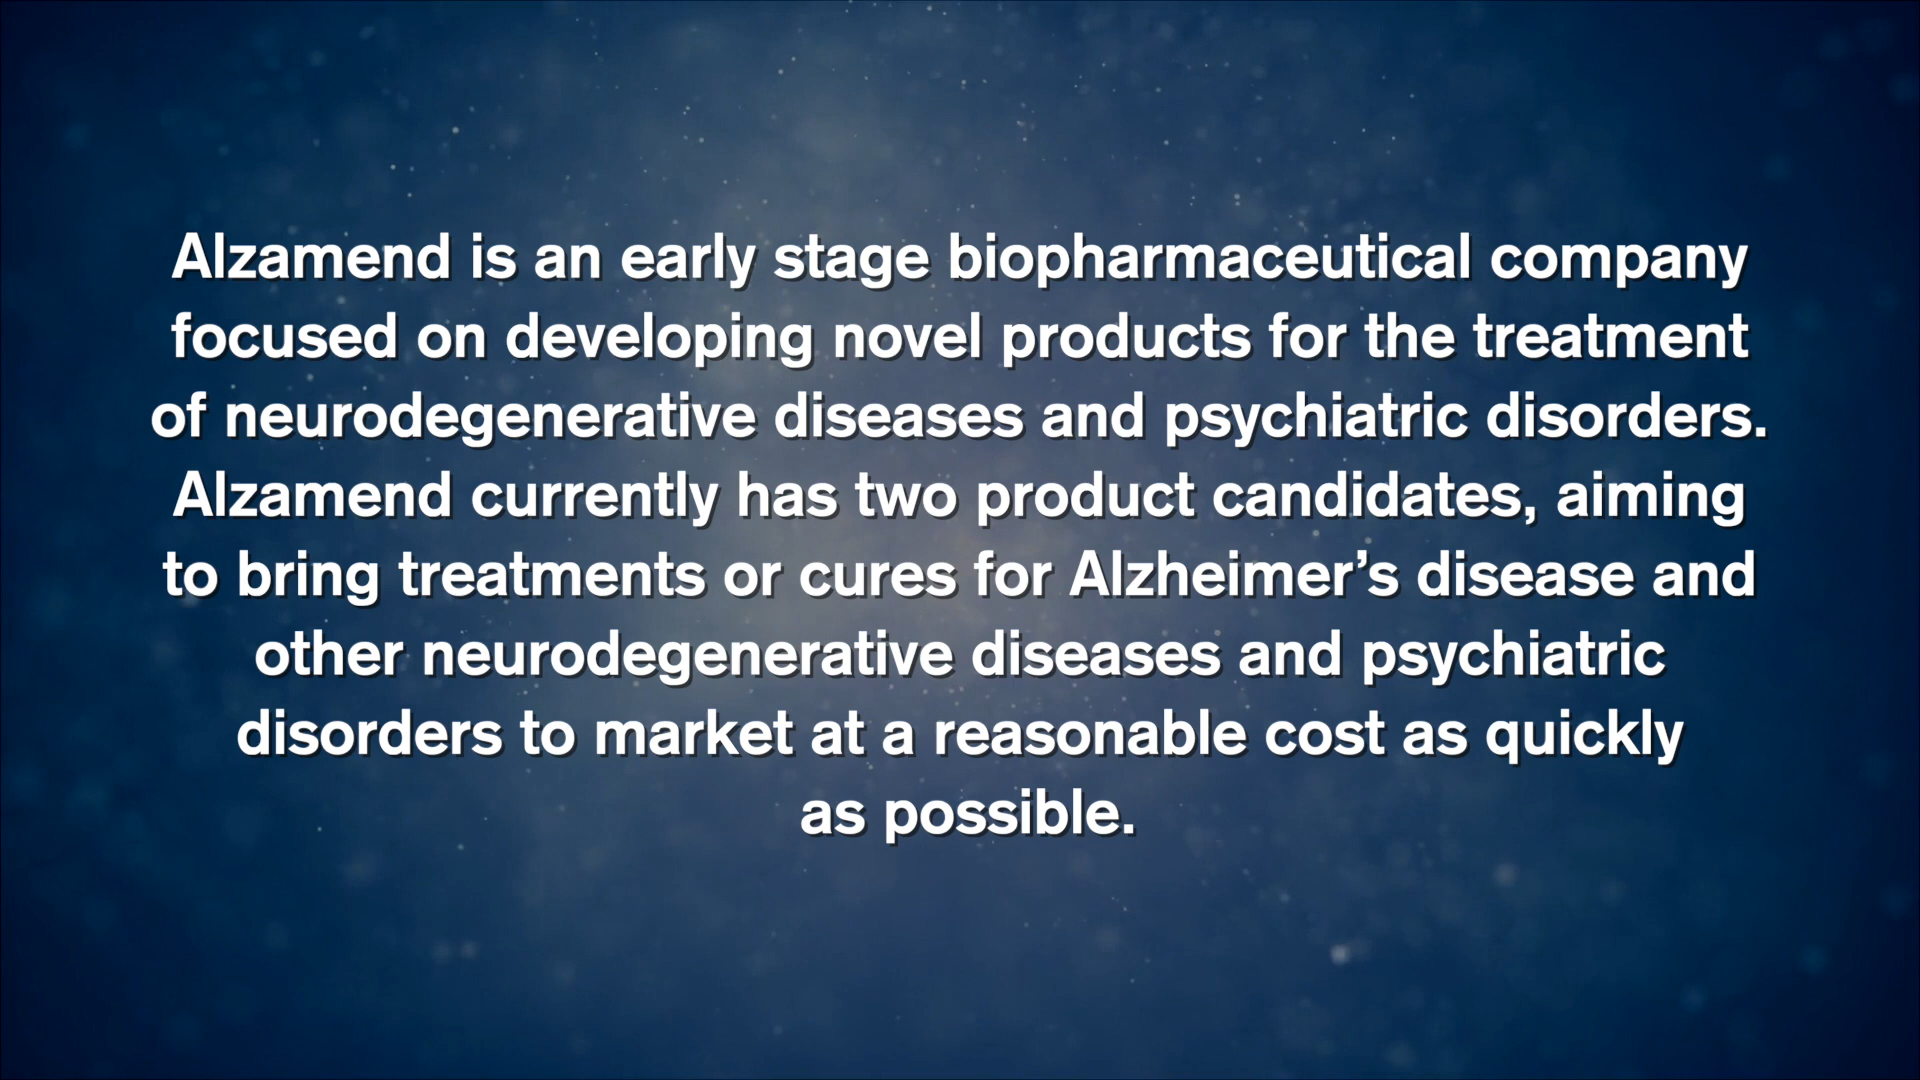 Alzamend is an early stage biopharmaceutical company
focused on developing novel products for the treatment
of neurodegenerative diseases and psychiatric disorders.
Alzamend currently has two product candidates, aiming
to bring treatments or cures for Alzheimer’s disease and
other neurodegenerative diseases and psychiatric
disorders to market at a reasonable cost as quickly
as possible.